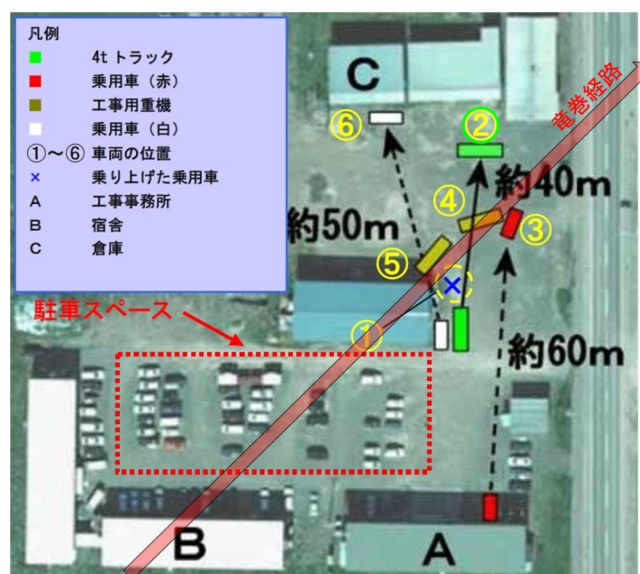 凡例
4t トラック
乗用車（赤）
工事用重機
乗用車（白）
①～⑥ 車両の位置
× 乗り上げた乗用車
A 工事事務所
B 宿舎
C 倉庫
C
竜巻経路
⑥
②
約40m
④
③
約50m
⑤
×
駐車スペース
①
約60m
B
A